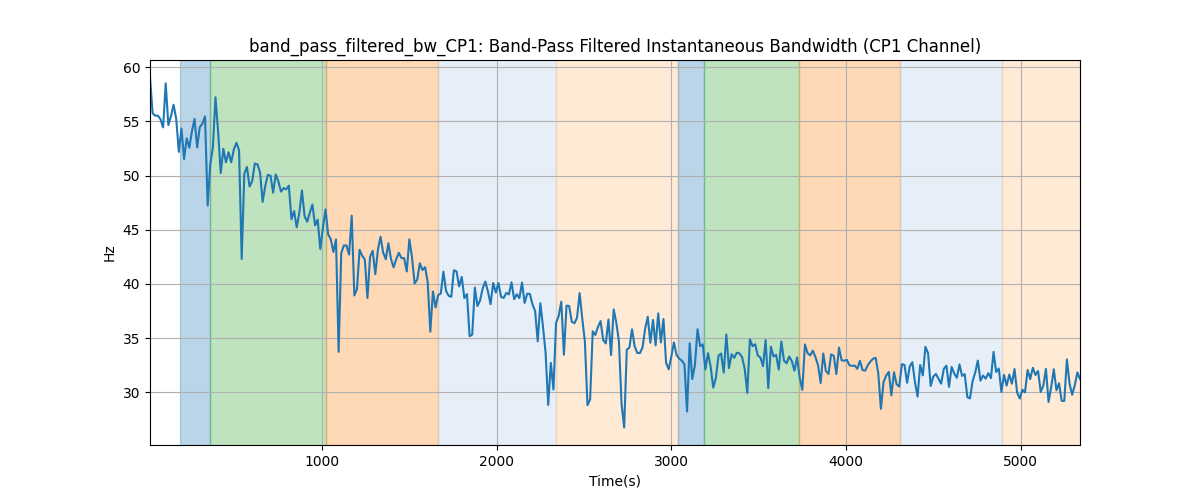 band_pass_filtered_bw_CP1: Band-Pass Filtered Instantaneous Bandwidth (CP1 Channel)
60
55
50
45
40
35
30
Hz
1000 2000 3000 4000 5000
Time(s)